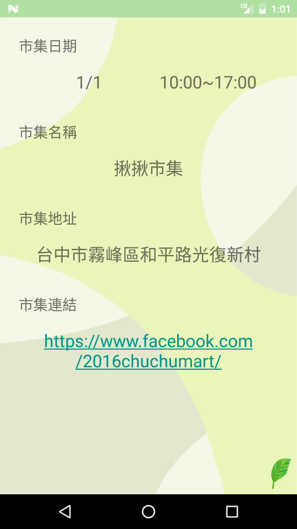 1:01
市集日期
1/1 10:00~17:00
市集名稱
揪揪市集
市集地址
台中市霧峰區和平路光復新村
市集連結
https://www.facebook.com
/2016chuchumart/